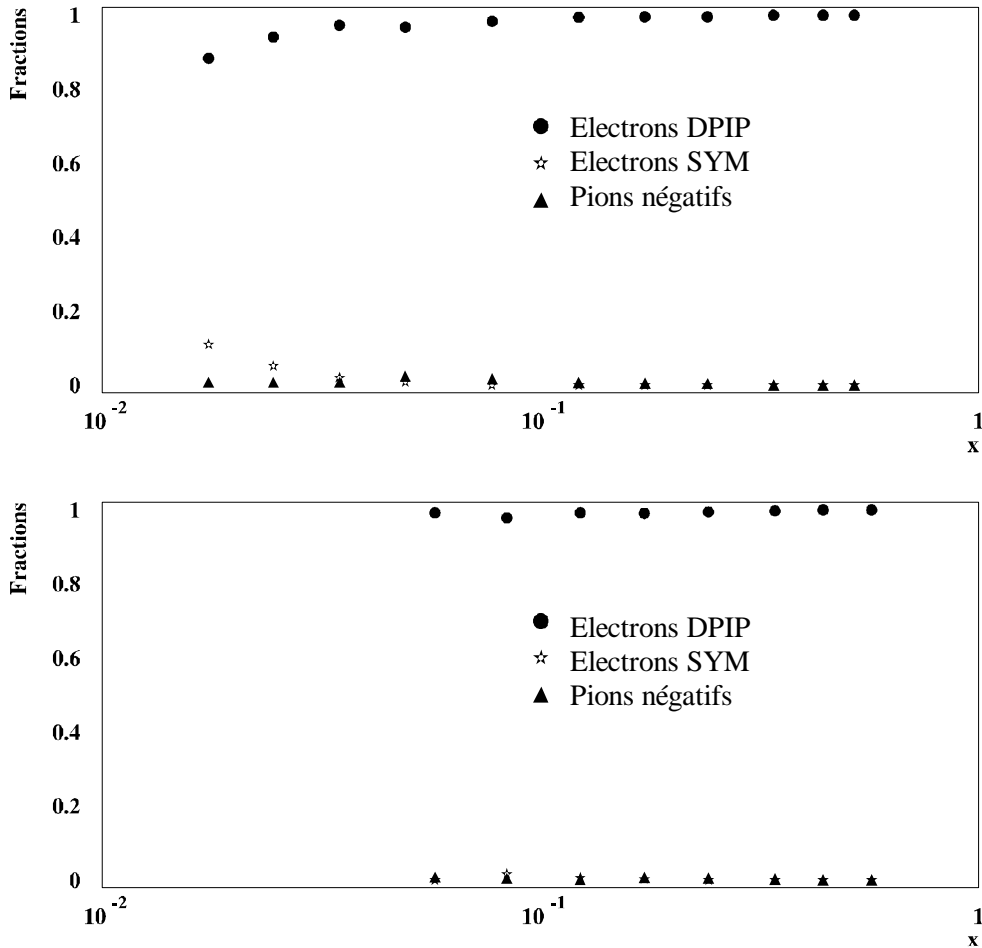 1
Fractions
0.8
Electrons DPIP
0.6
Electrons SYM
Pions négatifs
0.4
0.2
0
10 -2
10 -1
1
x
1
Fractions
0.8
Electrons DPIP
0.6
Electrons SYM
Pions négatifs
0.4
0.2
0
10 -2
10 -1
1
x